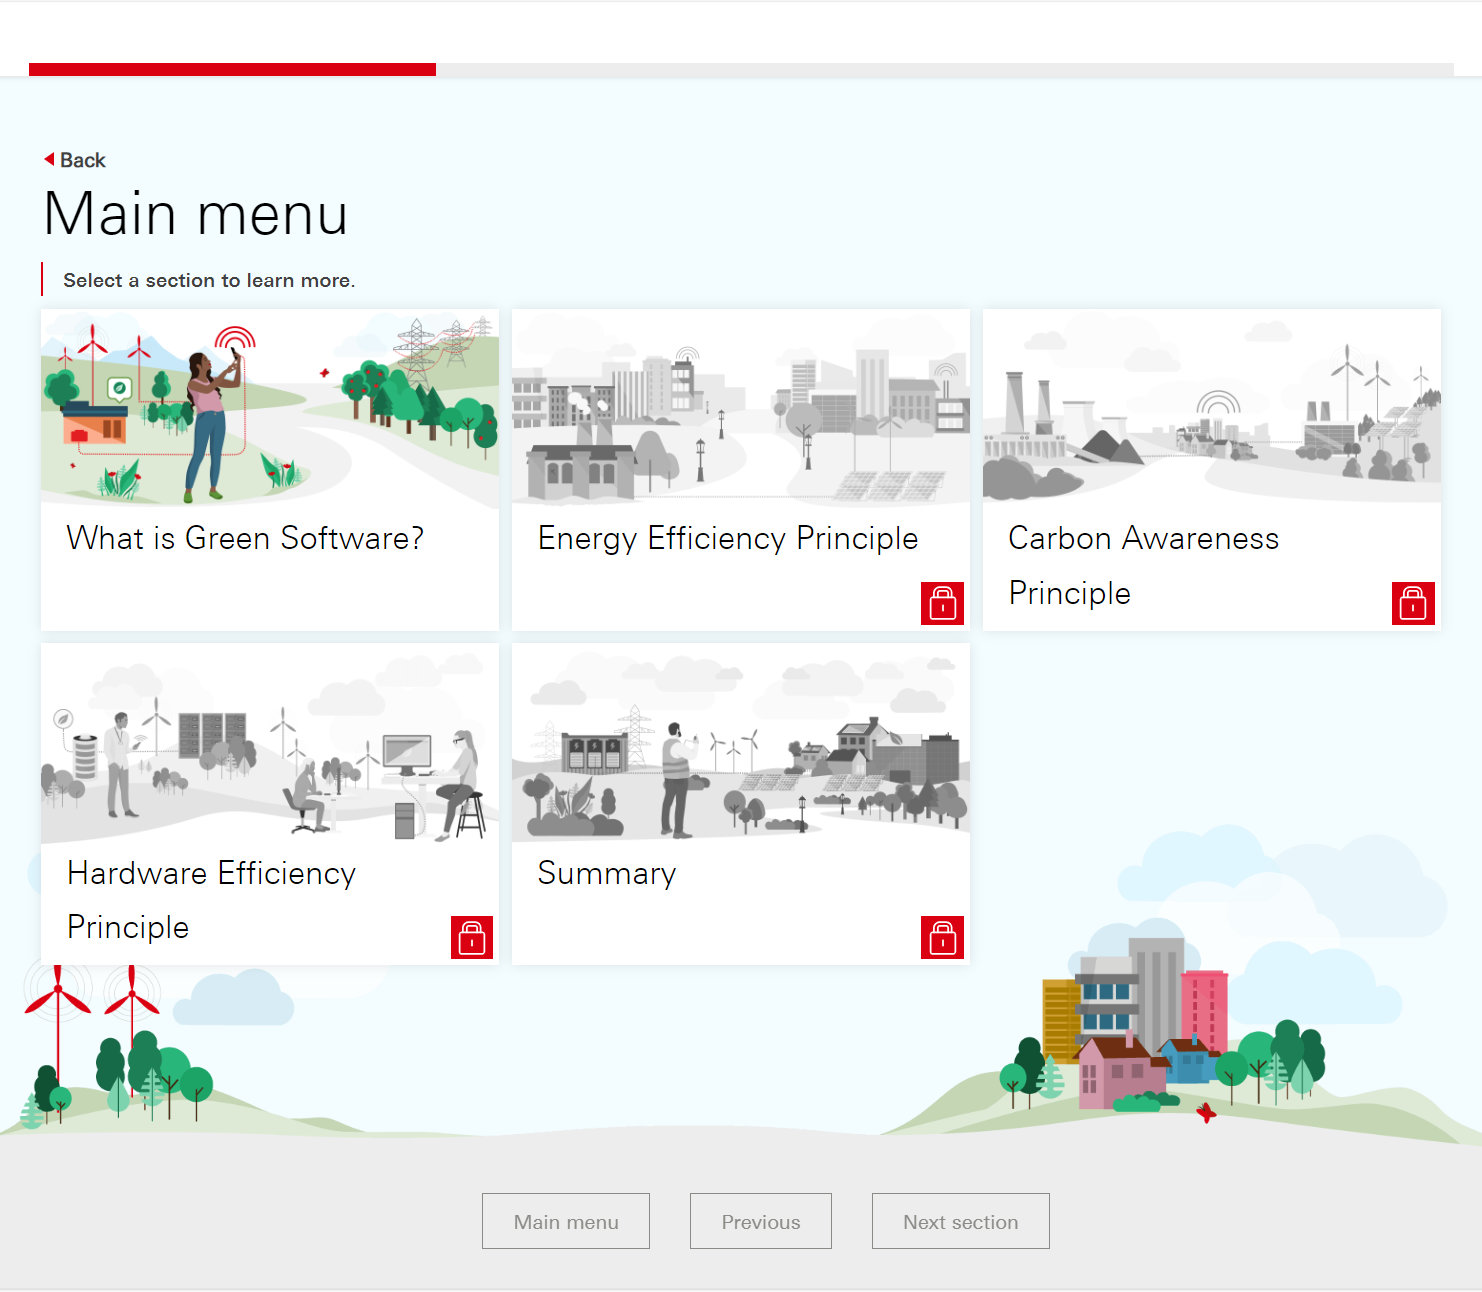 Back
Main menu
Select a section to learn more.
What is Green Software?
Energy Efficiency Principle
Carbon Awareness
Principle
Hardware Efficiency
Principle
Summary
Main menu
Previous
Next section